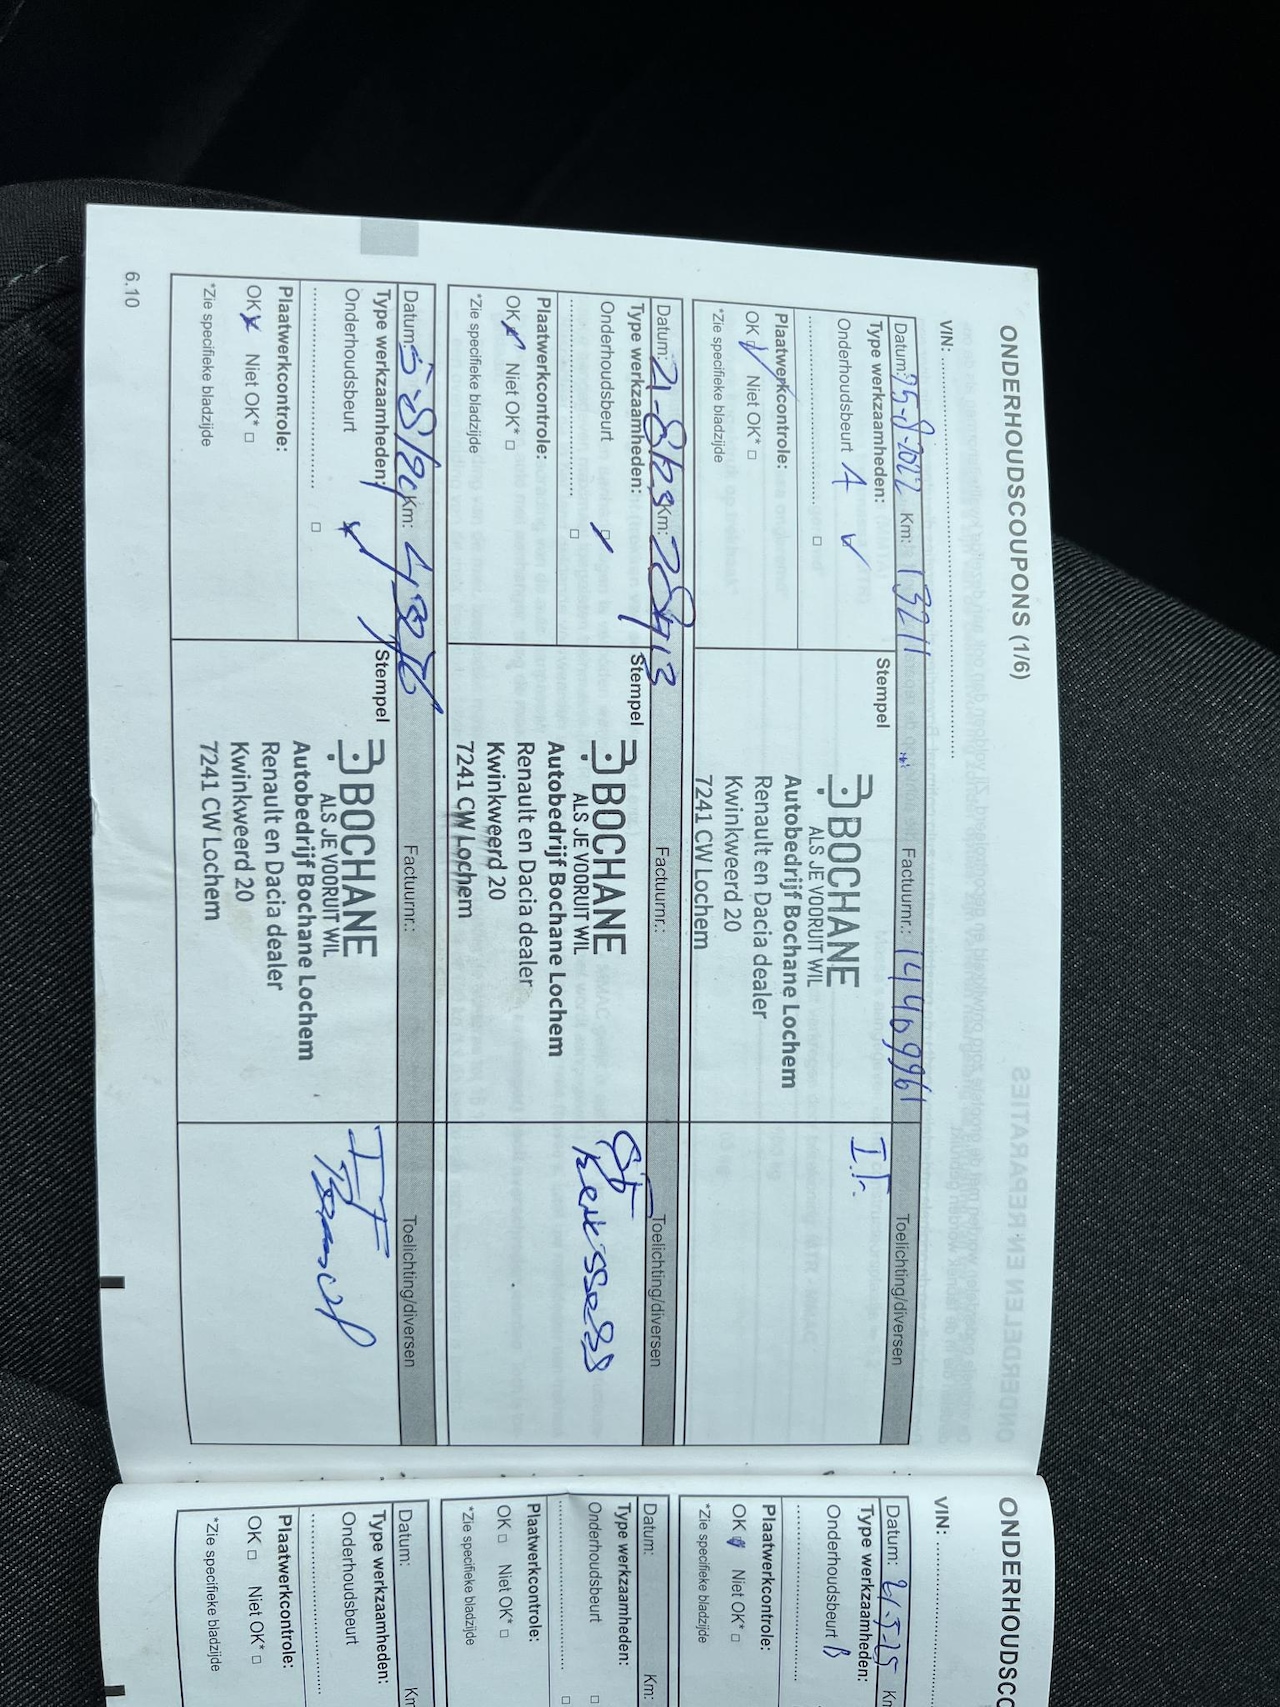 ONDERHOUDSCOUPONS (1/6)
VIN:
Datum: Km: 13211 Factuurnr.: Toelichting/diversen
Type werkzaamheden:
Onderhoudsbeurt A
Plaatwerkcontrole:
OK Niet OK*
*Zie specifieke bladzijde
Stempel
BOCHANE
ALS JE VOORUIT WIL
Autobedrijf Bochane Lochem
Renault en Dacia dealer
Kwinkweerd 20
7241 CW Lochem
I.F.
Datum: 21-8/23 Km: Factuurnr.: Toelichting/diversen
Type werkzaamheden:
Onderhoudsbeurt
Plaatwerkcontrole:
OK Niet OK*
*Zie specifieke bladzijde
Stempel
BOCHANE
ALS JE VOORUIT WIL
Autobedrijf Bochane Lochem
Renault en Dacia dealer
Kwinkweerd 20
7241 CW Lochem
Datum: Km: Factuurnr.: Toelichting/diversen
Type werkzaamheden:
Onderhoudsbeurt
Plaatwerkcontrole:
OK Niet OK*
*Zie specifieke bladzijde
Stempel
BOCHANE
ALS JE VOORUIT WIL
Autobedrijf Bochane Lochem
Renault en Dacia dealer
Kwinkweerd 20
7241 CW Lochem
6.10
ONDERHOUDSC
VIN:
Datum: Km
Type werkzaamheden:
Onderhoudsbeurt B
Plaatwerkcontrole:
OK Niet OK*
*Zie specifieke bladzijde
Datum: Km:
Type werkzaamheden:
Onderhoudsbeurt
Plaatwerkcontrole:
OK Niet OK*
*Zie specifieke bladzijde
Datum: Km
Type werkzaamheden:
Onderhoudsbeurt
Plaatwerkcontrole:
OK Niet OK*
*Zie specifieke bladzijde